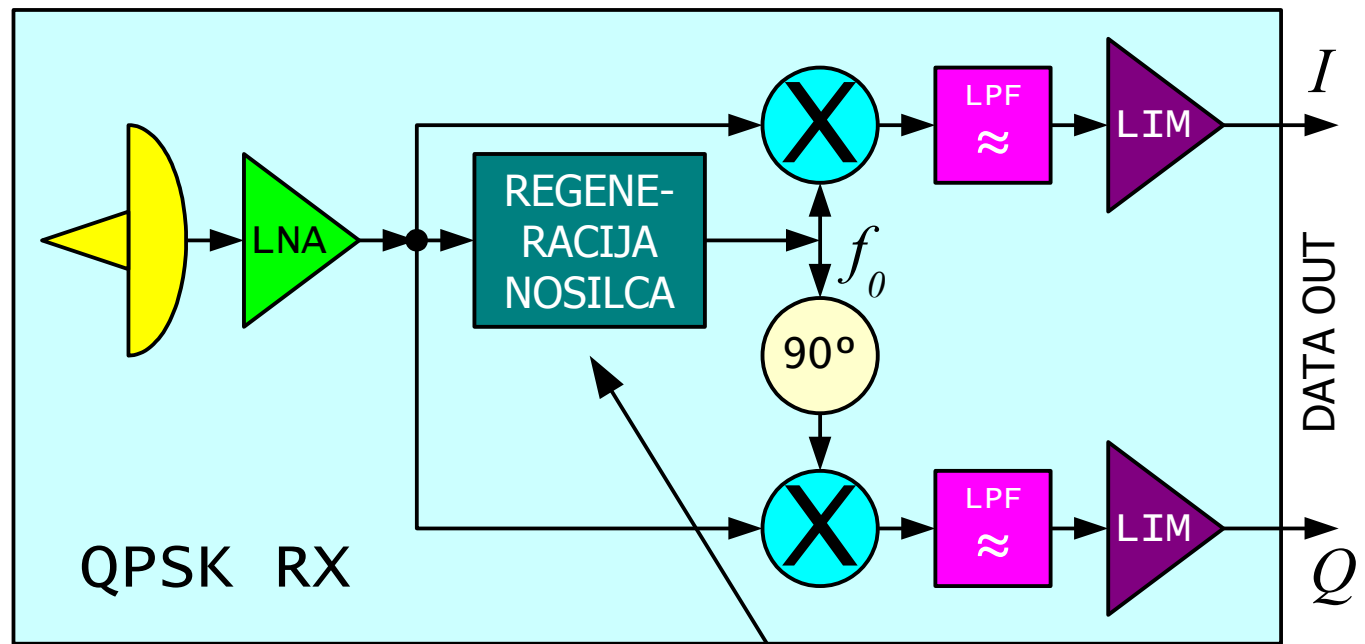 I
LPF
≈
X
LIM
REGENE-
RACIJA
NOSILCA
LNA
f₀
90º
DATA OUT
LPF
≈
X
LIM
QPSK RX
Q